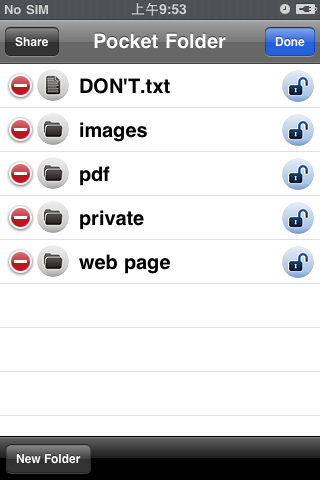 No SIM 上午9:53
Share Pocket Folder Done
DON'T.txt
images
pdf
private
web page
New Folder